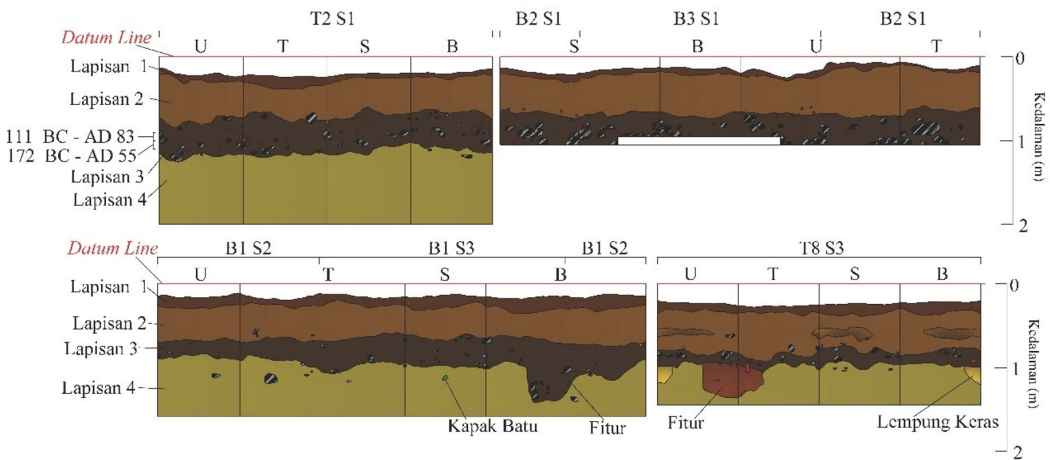 T2 S1 B2 S1 B3 S1 B2 S1
Datum Line U T S B S B U T 0
Lapisan 1
Lapisan 2
111 BC - AD 83
172 BC - AD 55
Lapisan 3
Lapisan 4
1
Kedalaman (m)
2
Datum Line B1 S2 B1 S3 B1 S2 T8 S3
U T S B U T S B 0
Lapisan 1
Lapisan 2
Lapisan 3
Lapisan 4
1
Kedalaman (m)
Kapak Batu Fitur Fitur Lempung Keras
2